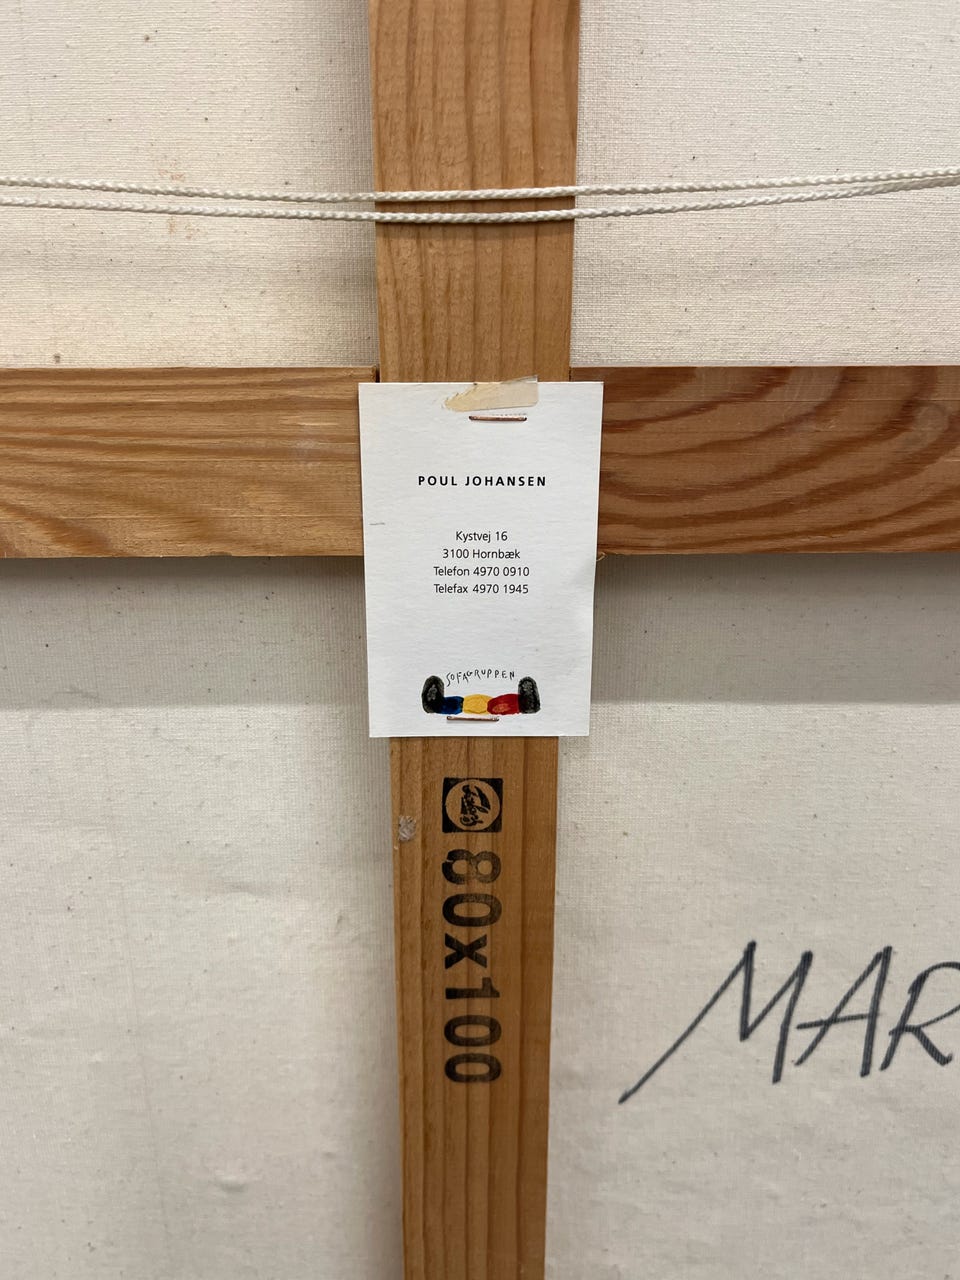 POUL JOHANSEN
Kystvej 16
3100 Hornbæk
Telefon 4970 0910
Telefax 4970 1945
SOFAGRUPPEN
80x100
MAR